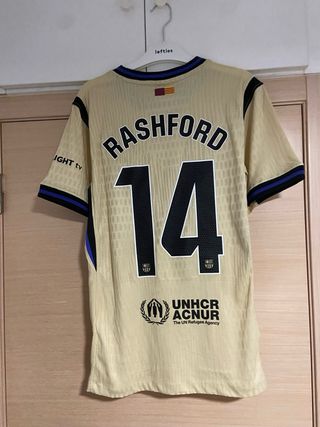 lefties
RASHFORD
14
IGHT tv
UNHCR
ACNUR
The UN Refugee Agency